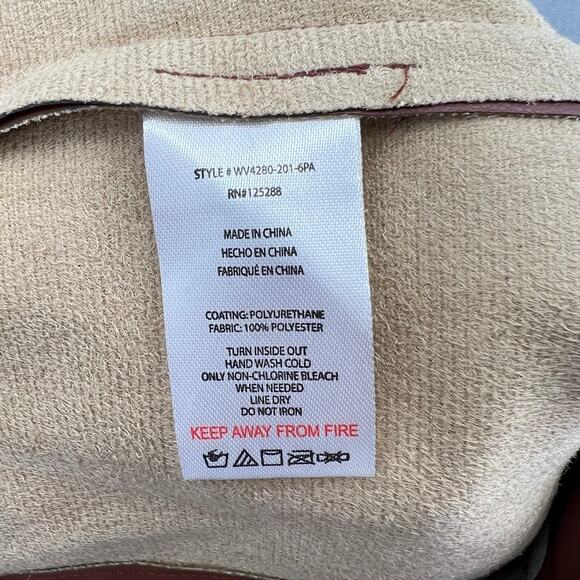 STYLE # WV4280-201-6PA
RN#125288
MADE IN CHINA
HECHO EN CHINA
FABRIQUÉ EN CHINA
COATING: POLYURETHANE
FABRIC: 100% POLYESTER
TURN INSIDE OUT
HAND WASH COLD
ONLY NON-CHLORINE BLEACH
WHEN NEEDED
LINE DRY
DO NOT IRON
KEEP AWAY FROM FIRE